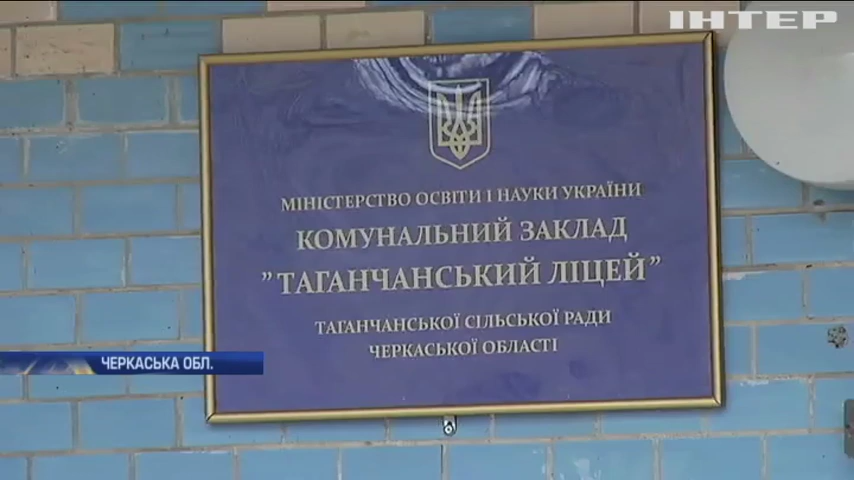 ІНТЕР
МІНІСТЕРСТВО ОСВІТИ І НАУКИ УКРАЇНИ
КОМУНАЛЬНИЙ ЗАКЛАД
”ТАГАНЧАНСЬКИЙ ЛІЦЕЙ”
ТАГАНЧАНСЬКОЇ СІЛЬСЬКОЇ РАДИ
ЧЕРКАСЬКОЇ ОБЛАСТІ
ЧЕРКАСЬКА ОБЛ.